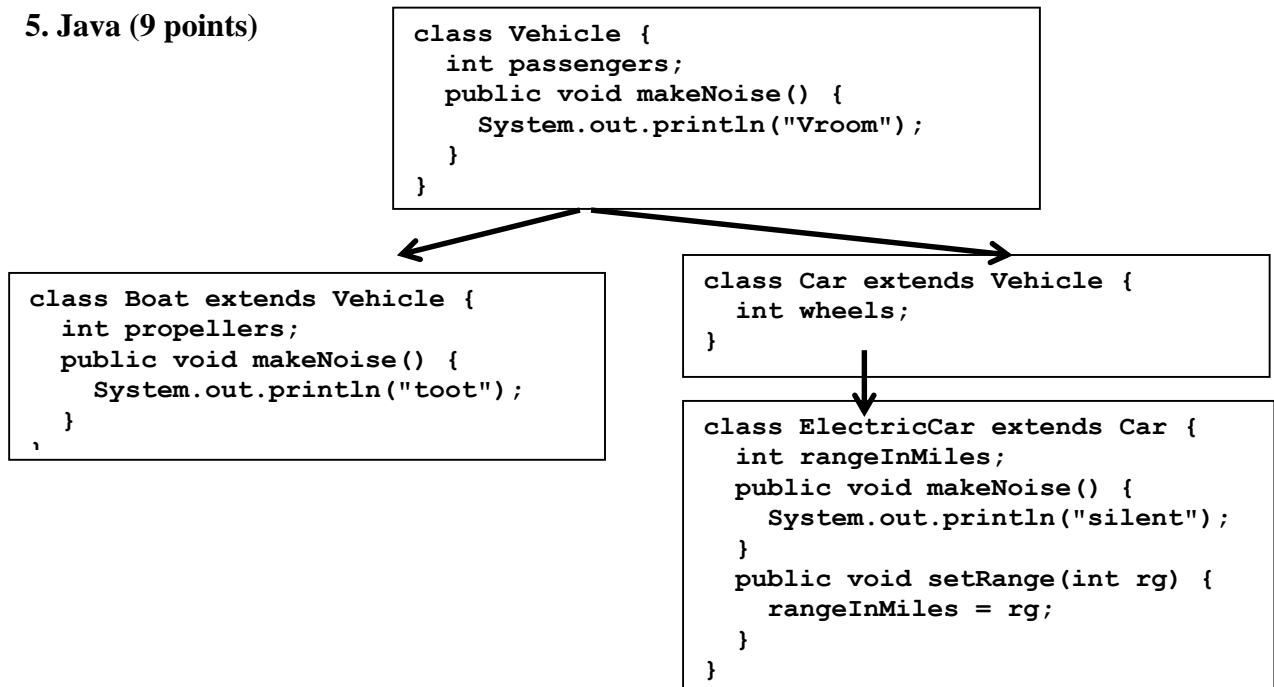 5. Java (9 points)
class Vehicle {
  int passengers;
  public void makeNoise() {
    System.out.println("Vroom");
  }
}
class Boat extends Vehicle {
  int propellers;
  public void makeNoise() {
    System.out.println("toot");
  }
class Car extends Vehicle {
  int wheels;
}
class ElectricCar extends Car {
  int rangeInMiles;
  public void makeNoise() {
    System.out.println("silent");
  }
  public void setRange(int rg) {
    rangeInMiles = rg;
  }
}